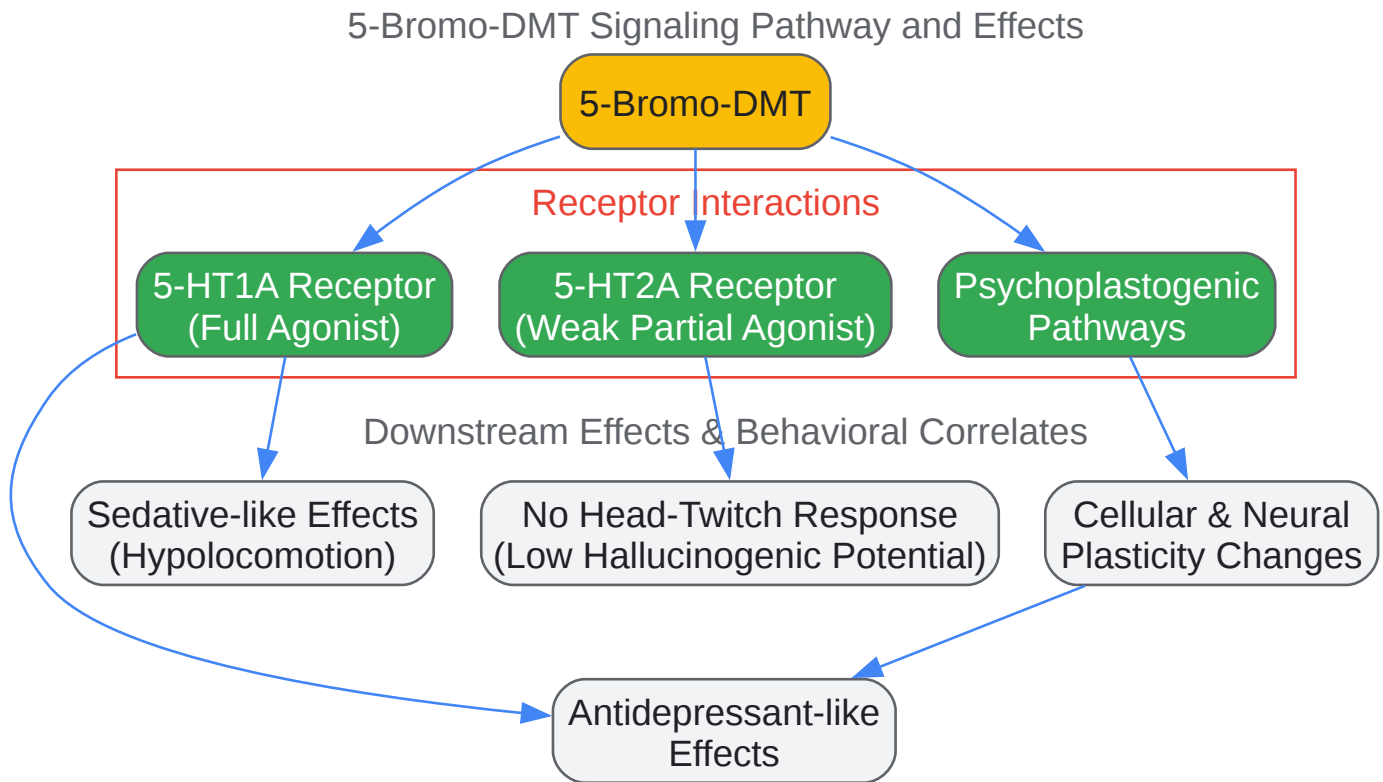 5-Bromo-DMT Signaling Pathway and Effects
5-Bromo-DMT
Receptor Interactions
5-HT1A Receptor
(Full Agonist)
5-HT2A Receptor
(Weak Partial Agonist)
Psychoplastogenic
Pathways
Downstream Effects & Behavioral Correlates
Sedative-like Effects
(Hypolocomotion)
No Head-Twitch Response
(Low Hallucinogenic Potential)
Cellular & Neural
Plasticity Changes
Antidepressant-like
Effects